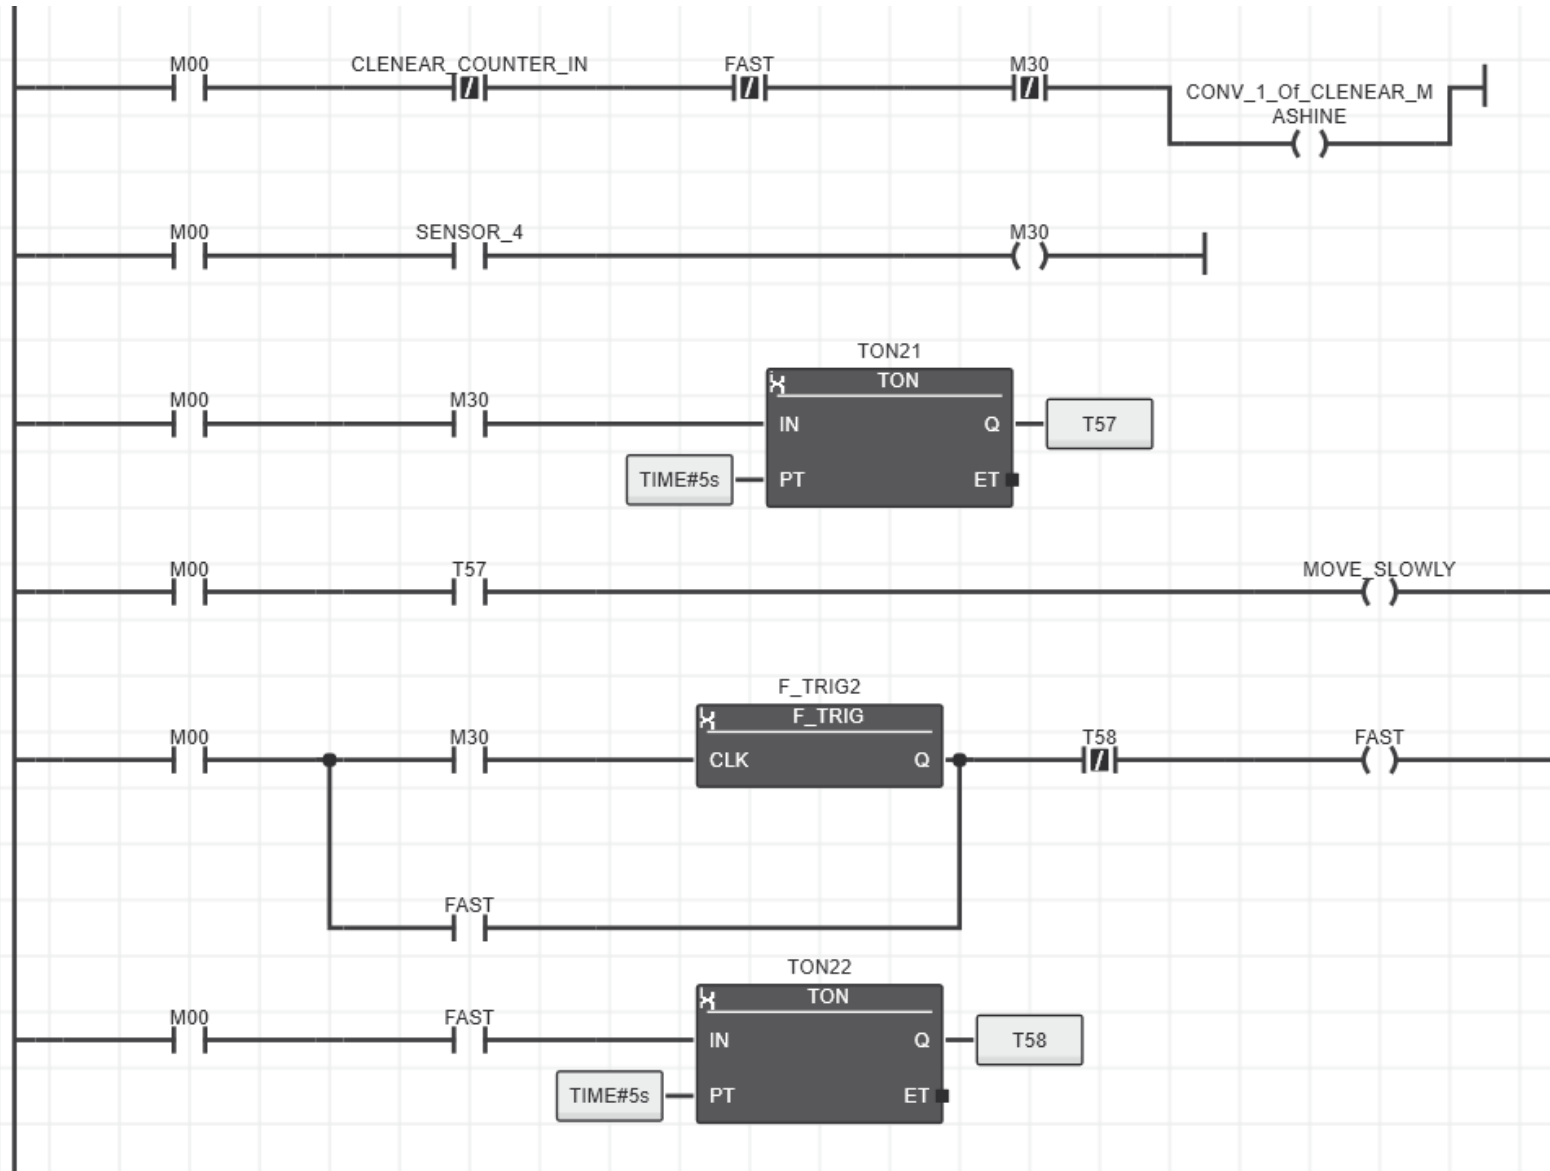 M00
CLENEAR_COUNTER_IN
FAST
M30
CONV_1_Of_CLENEAR_M
ASHINE
M00
SENSOR_4
M30
TON21
TON
M00
M30
IN
Q
T57
TIME#5s
PT
ET
M00
T57
MOVE_SLOWLY
F_TRIG2
F_TRIG
M00
M30
CLK
Q
T58
FAST
FAST
TON22
TON
M00
FAST
IN
Q
T58
TIME#5s
PT
ET